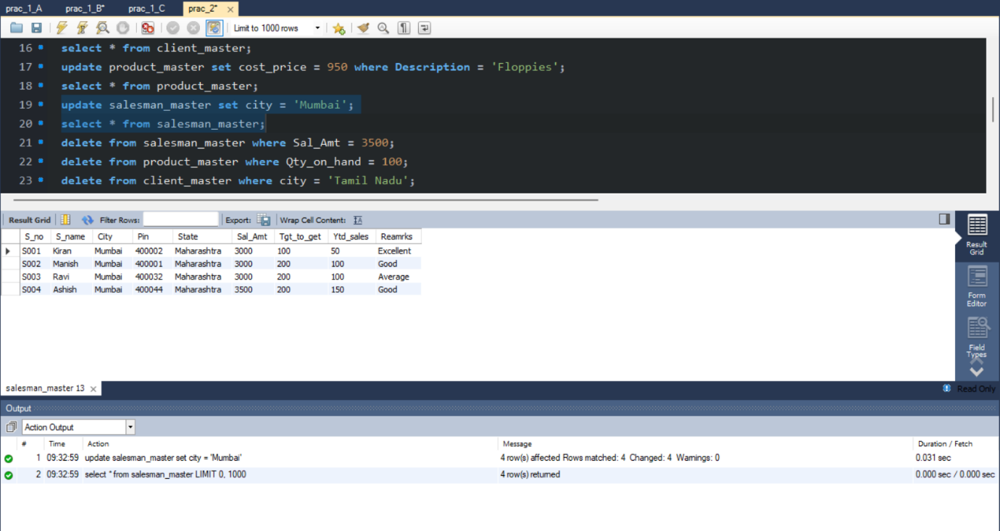 prac_1_A prac_1_B* prac_1_C prac_2* ×
Limit to 1000 rows
16 select * from client_master;
17 update product_master set cost_price = 950 where Description = 'Floppies';
18 select * from product_master;
19 update salesman_master set city = 'Mumbai';
20 select * from salesman_master;
21 delete from salesman_master where Sal_Amt = 3500;
22 delete from product_master where Qty_on_hand = 100;
23 delete from client_master where city = 'Tamil Nadu';
Result Grid Filter Rows: Export: Wrap Cell Content:
S_no S_name City Pin State Sal_Amt Tgt_to_get Ytd_sales Reamrks
S001 Kiran Mumbai 400002 Maharashtra 3000 100 50 Excellent
S002 Manish Mumbai 400001 Maharashtra 3000 200 100 Good
S003 Ravi Mumbai 400032 Maharashtra 3000 200 100 Average
S004 Ashish Mumbai 400044 Maharashtra 3500 200 150 Good
Result
Grid
Form
Editor
Field
Types
salesman_master 13 ×
Read Only
Output
Action Output
# Time Action Message Duration / Fetch
1 09:32:59 update salesman_master set city = 'Mumbai' 4 row(s) affected Rows matched: 4 Changed: 4 Warnings: 0 0.031 sec
2 09:32:59 select * from salesman_master LIMIT 0, 1000 4 row(s) returned 0.000 sec / 0.000 sec